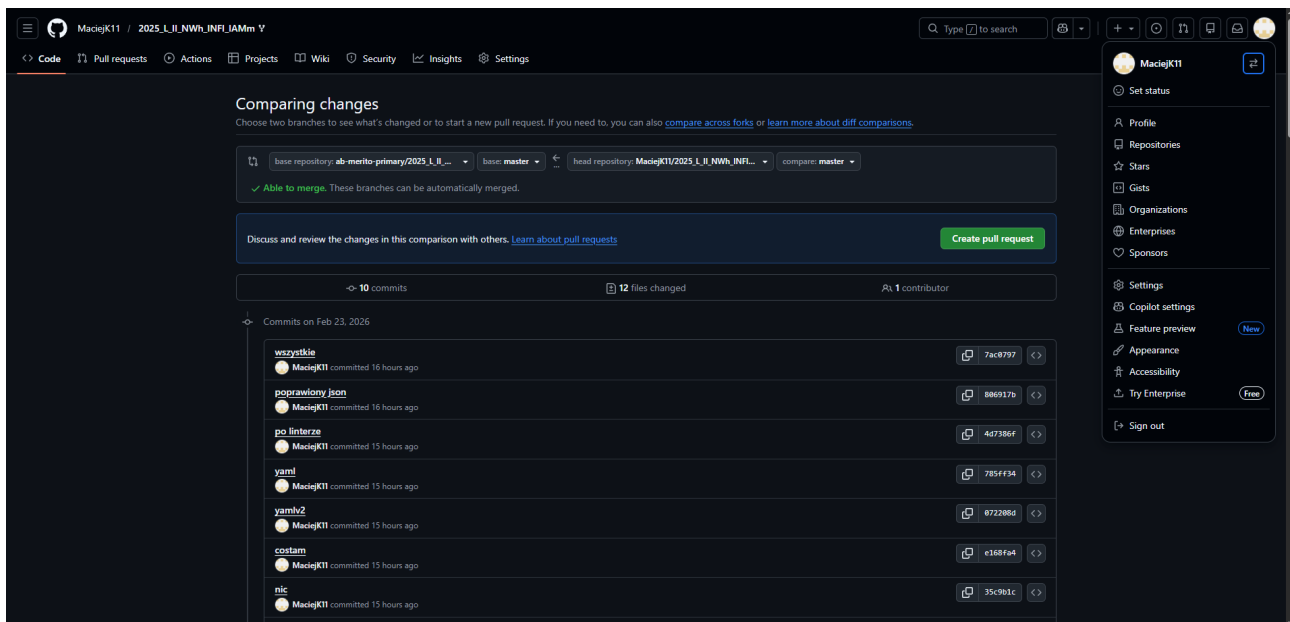 MaciejK11 / 2025_L_II_NWh_INFI_IAMm
Type / to search
Code Pull requests Actions Projects Wiki Security Insights Settings
Comparing changes
Choose two branches to see what's changed or to start a new pull request. If you need to, you can also compare across forks or learn more about diff comparisons.
base repository: ab-merito-primary/2025_L_II_... base: master ← ... head repository: MaciejK11/2025_L_II_NWh_INFI... compare: master
Able to merge. These branches can be automatically merged.
Discuss and review the changes in this comparison with others. Learn about pull requests
Create pull request
10 commits 12 files changed 1 contributor
Commits on Feb 23, 2026
wszystkie
MaciejK11 committed 16 hours ago
7ac0797
poprawiony json
MaciejK11 committed 16 hours ago
806917b
po linterze
MaciejK11 committed 15 hours ago
4d7386f
yaml
MaciejK11 committed 15 hours ago
785ff34
yamlv2
MaciejK11 committed 15 hours ago
072208d
costam
MaciejK11 committed 15 hours ago
e168fa4
nic
MaciejK11 committed 15 hours ago
35c9b1c
MaciejK11
Set status
Profile
Repositories
Stars
Gists
Organizations
Enterprises
Sponsors
Settings
Copilot settings
Feature preview New
Appearance
Accessibility
Try Enterprise Free
Sign out